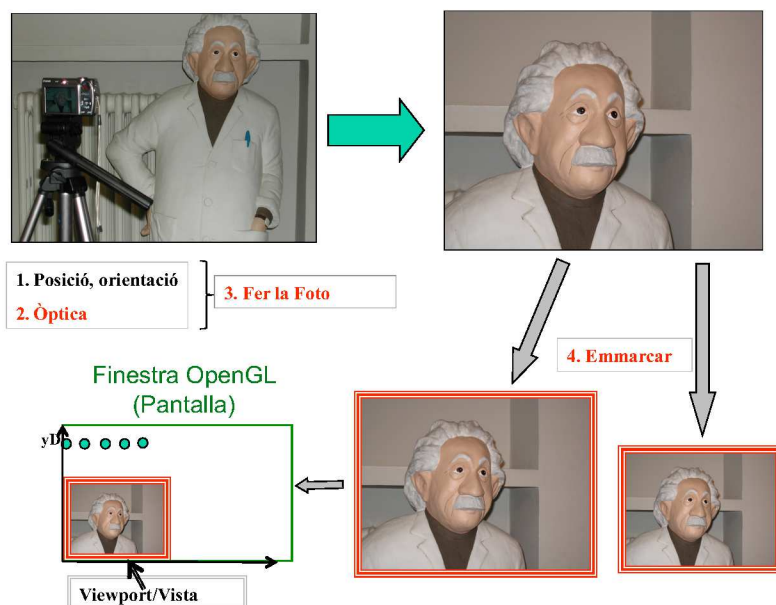 1. Posició, orientació
2. Òptica
3. Fer la Foto
4. Emmarcar
Finestra OpenGL
(Pantalla)
yD
Viewport/Vista